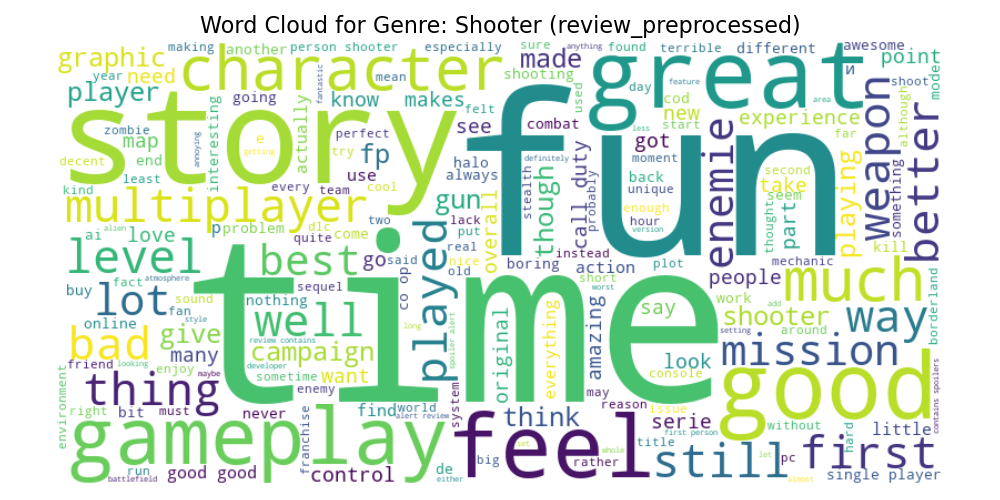 Word Cloud for Genre: Shooter (review_preprocessed)
making another person shooter especially sure found terrible different awesome
graphic character made great И point
year need mean fantastic shooting day used shoot modern
player going know makes felt cod feature area although
story fun weapon better
zombie map interesting actually perfect fp see combat got new experience
annoying e try use halo always less start far
decent end getting definitely moment
kind least every team cool stealth back second
multiplayer gun though call duty probably unique enemie take playing something
p problem dlc two lack overall enough hour seem thought part
ai love quite come put version kill
level alien best go said real nice boring instead plot mechanic
fact atmosphere played co op old action short people much
buy lot nothing sequel time worst work add borderland
sound fan well original everything amazing say shooter way
online style long may around setting
bad give review contains spoiler alert look mission
friend many developer campaign console
looking enjoy sometime want system reason issue good
environment thing maybe enemy find world alert review serie without contains spoilers
right bit must never think title hard little
gameplay franchise feel first person still pc first
set whole let
run good good control de big rather single player
battlefield either almost